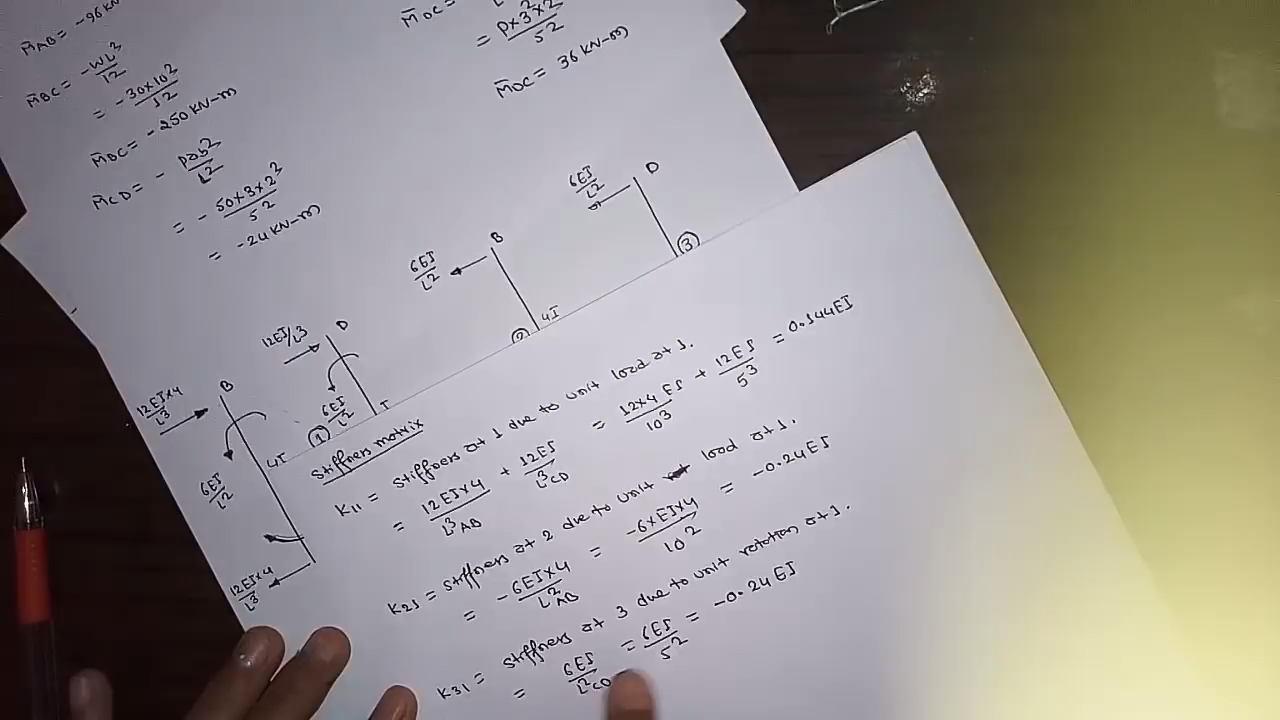 M̄AB = -96 KN
M̄BC = -WL²/12
= -30×10²/12
M̄BC = -250 KN-m
M̄CD = - Pab²/L²
= - 50×3×2²/5²
= -24 KN-m
M̄DC =
= P×3²×2/5²
M̄DC = 36 KN-m
6EI/L²
D
③
6EI/L²
B
4I
②
12EI/L³
D
6EI/L²
I
①
12EI×4/L³
B
6EI/L²
4I
12EI×4/L³
Stiffness matrix
K11 = stiffness at 1 due to unit load at 1.
= 12EI×4/L³AB + 12EI/L³CD = 12×4 EI/10³ + 12EI/5³ = 0.144EI
K21 = stiffness at 2 due to unit load at 1.
= -6EI×4/L²AB = -6×EI×4/10² = -0.24EI
K31 = stiffness at 3 due to unit rotation at 1.
= 6EI/L²CD = 6EI/5² = -0.24EI